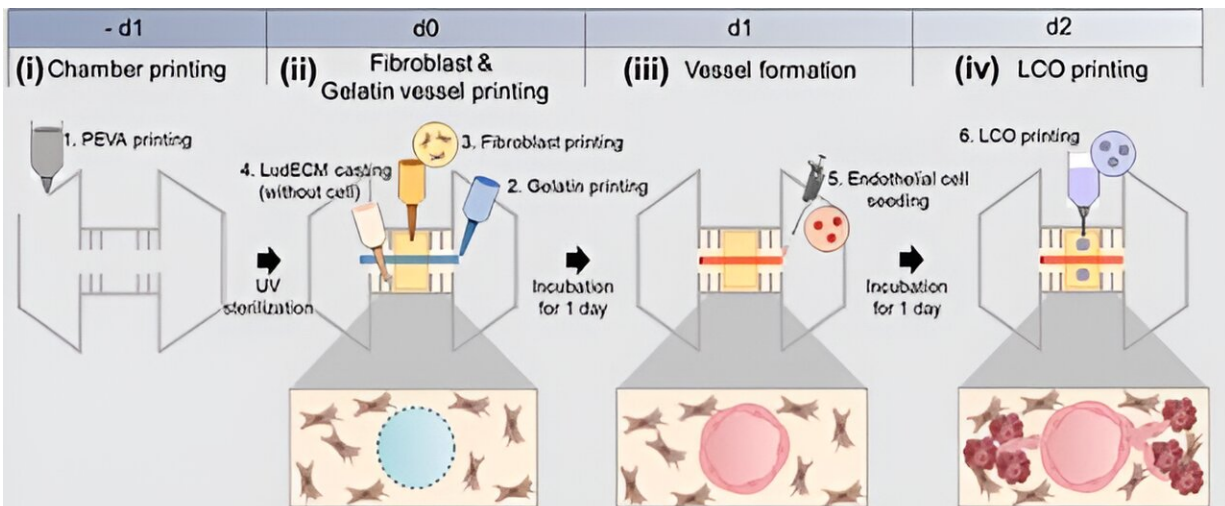 - d1
d0
d1
d2
(i) Chamber printing
(ii) Fibroblast &
Gelatin vessel printing
(iii) Vessel formation
(iv) LCO printing
1. PEVA printing
UV
sterilization
4. LudECM casting
(without cell)
3. Fibroblast printing
2. Gelatin printing
Incubation
for 1 day
5. Endothelial cell
seeding
Incubation
for 1 day
6. LCO printing